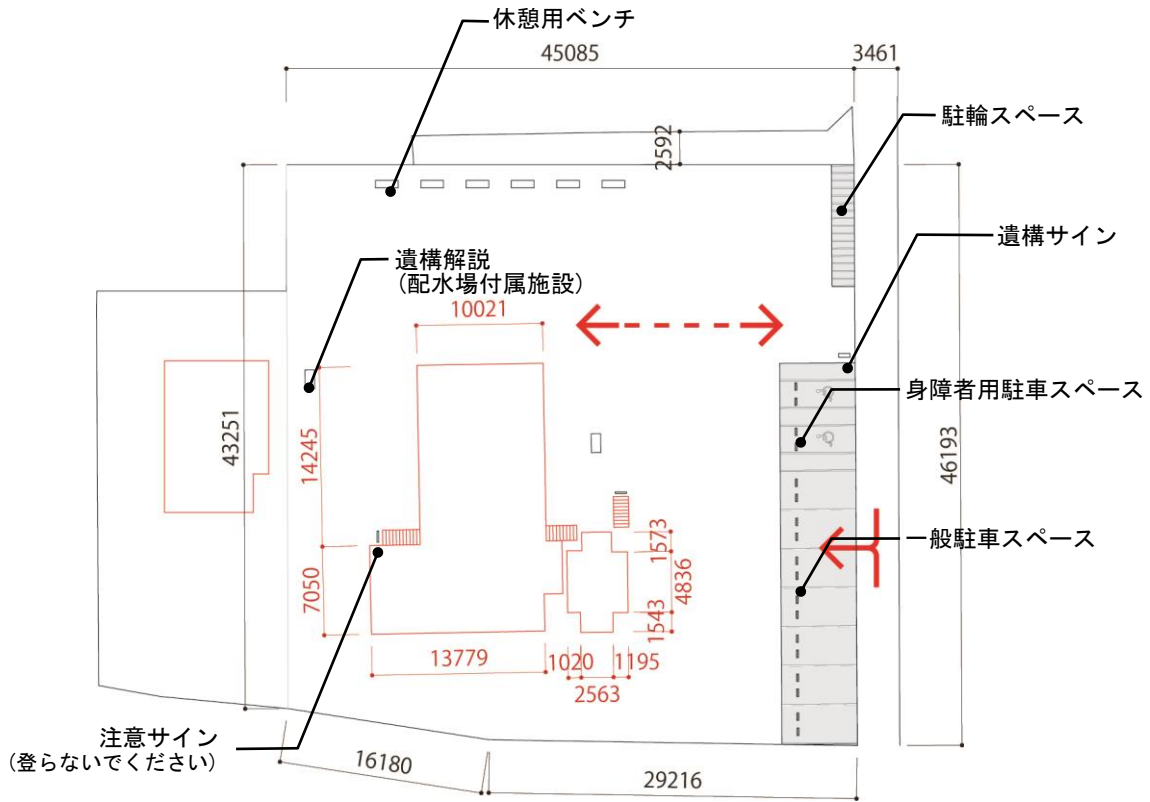 休憩用ベンチ
45085
3461
駐輪スペース
2592
遺構サイン
遺構解説
(配水場付属施設)
10021
身障者用駐車スペース
43251
14245
46193
一般駐車スペース
1573
4836
1543
7050
13779
1020
1195
2563
注意サイン
(登らないでください)
16180
29216